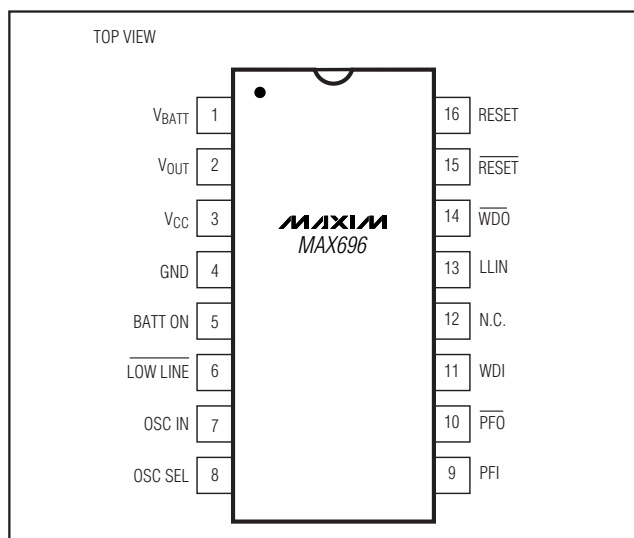 TOP VIEW
VBATT 1
VOUT 2
VCC 3
GND 4
BATT ON 5
LOW LINE 6
OSC IN 7
OSC SEL 8
MAXIM
MAX696
16 RESET
15 RESET
14 WDO
13 LLIN
12 N.C.
11 WDI
10 PFO
9 PFI